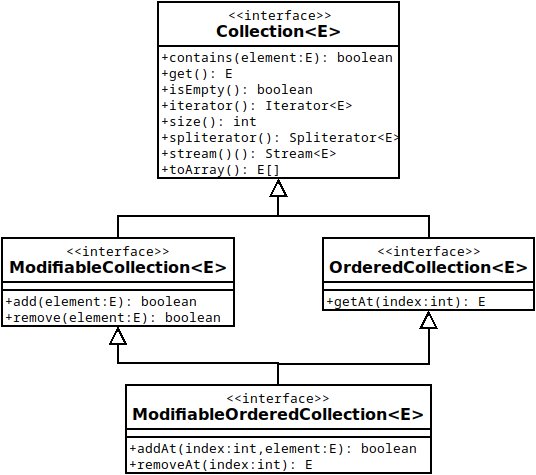 <<interface>>
Collection<E>
+contains(element:E): boolean
+get(): E
+isEmpty(): boolean
+iterator(): Iterator<E>
+size(): int
+spliterator(): Spliterator<E>
+stream()(): Stream<E>
+toArray(): E[]
<<interface>>
ModifiableCollection<E>
+add(element:E): boolean
+remove(element:E): boolean
<<interface>>
OrderedCollection<E>
+getAt(index:int): E
<<interface>>
ModifiableOrderedCollection<E>
+addAt(index:int,element:E): boolean
+removeAt(index:int): E